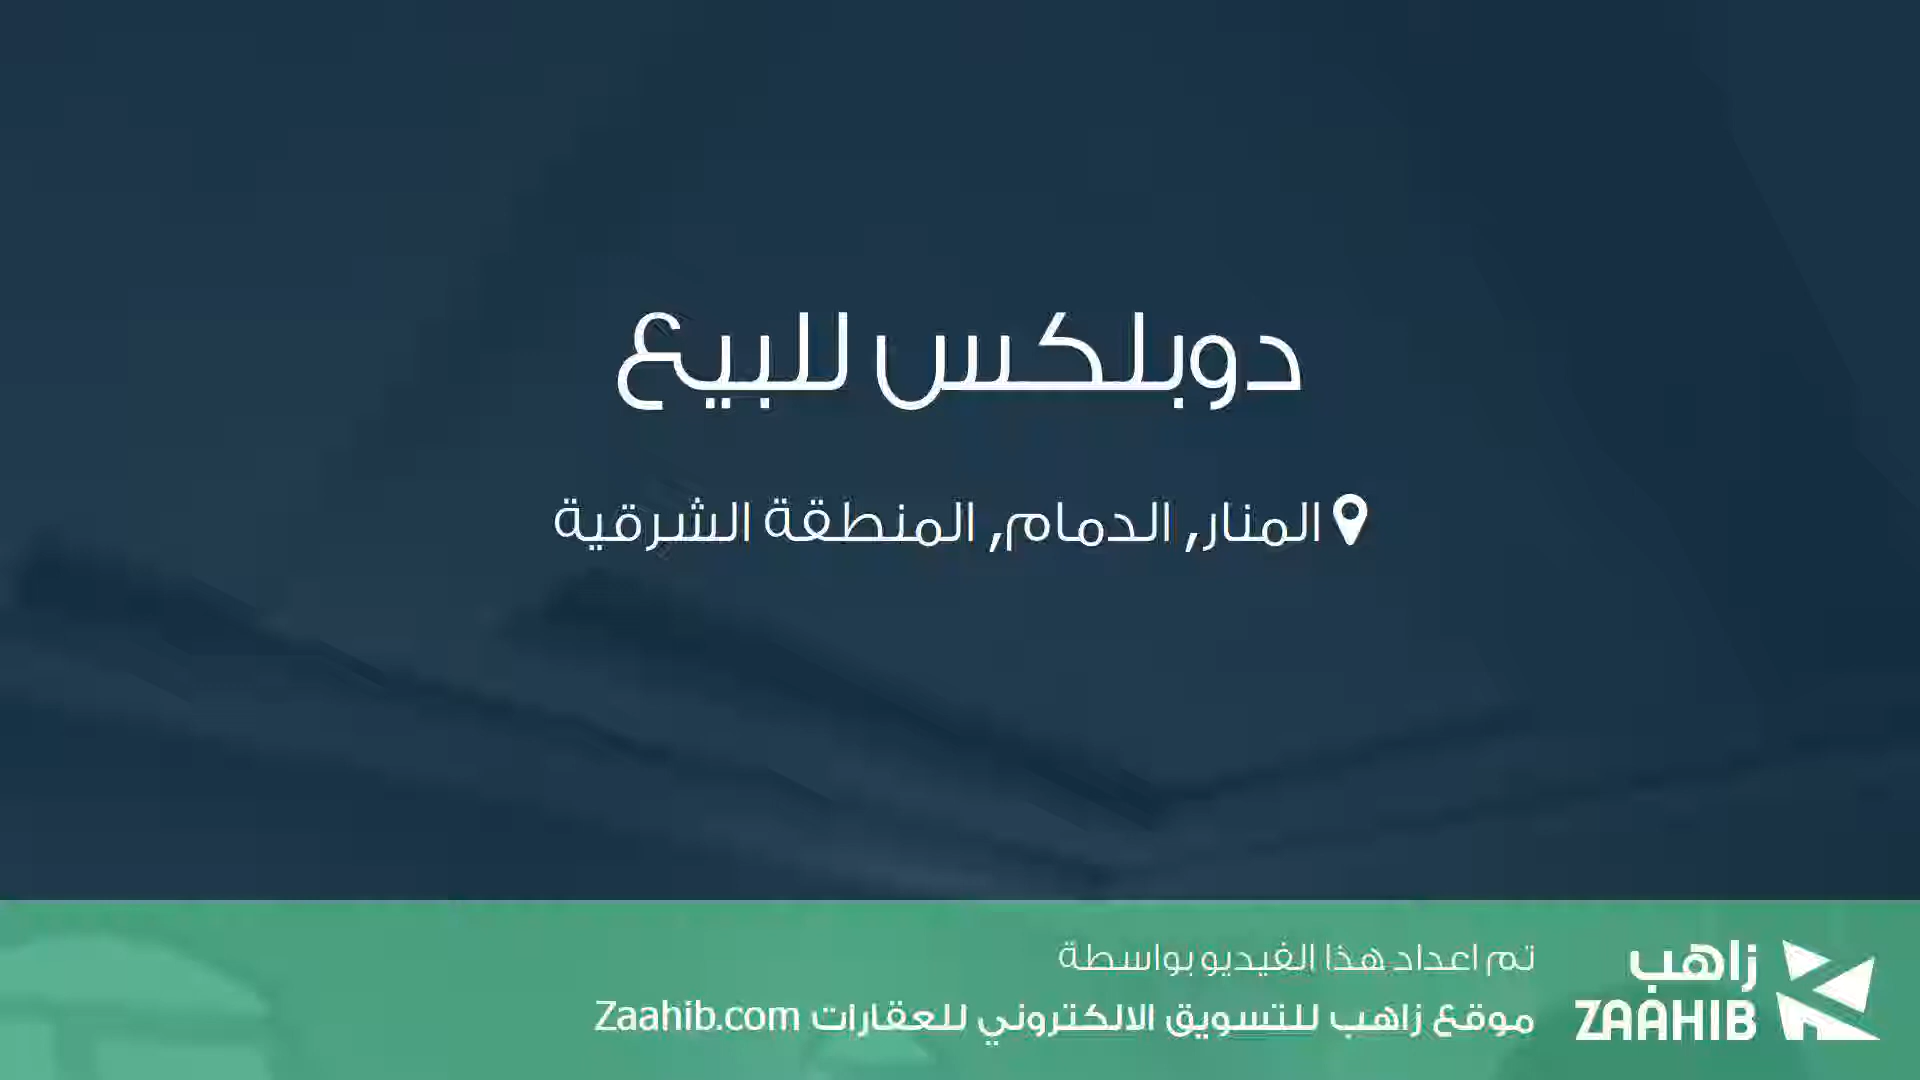 دوبلكس للبيع
المنار, الدمام, المنطقة الشرقية
تم اعداد هذا الفيديو بواسطة
موقع زاهب للتسويق الالكتروني للعقارات Zaahib.com
زاهب
ZAAHIB